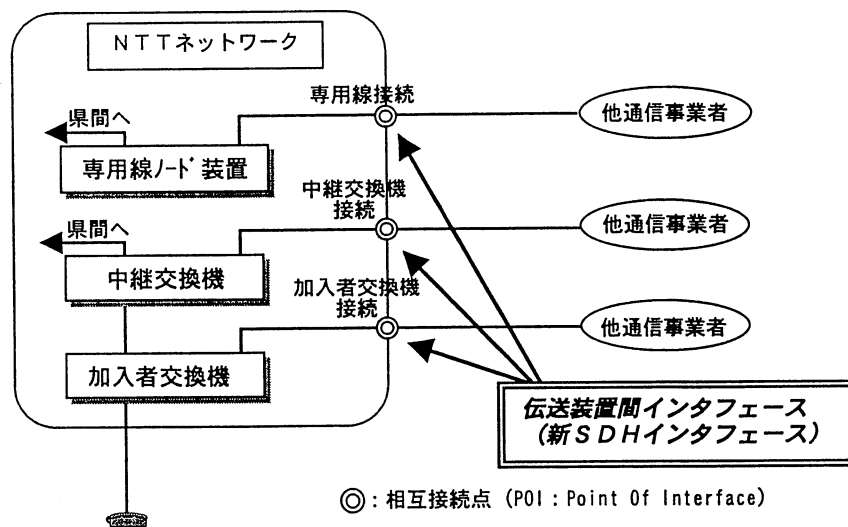 NTTネットワーク
専用線接続
他通信事業者
県間へ
専用線ノード装置
中継交換機
接続
他通信事業者
県間へ
中継交換機
加入者交換機
接続
他通信事業者
加入者交換機
伝送装置間インタフェース
(新SDHインタフェース)
◎:相互接続点 (POI:Point Of Interface)